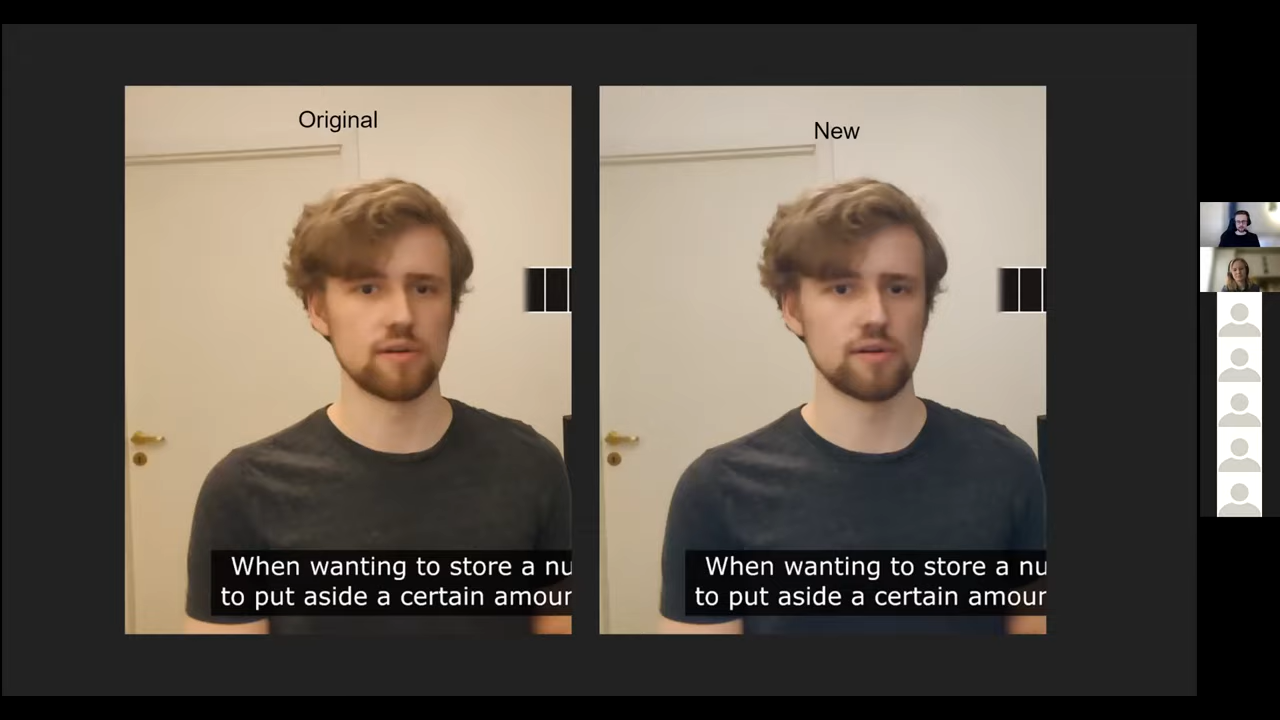 Original
New
When wanting to store a nu
to put aside a certain amour
When wanting to store a nu
to put aside a certain amour